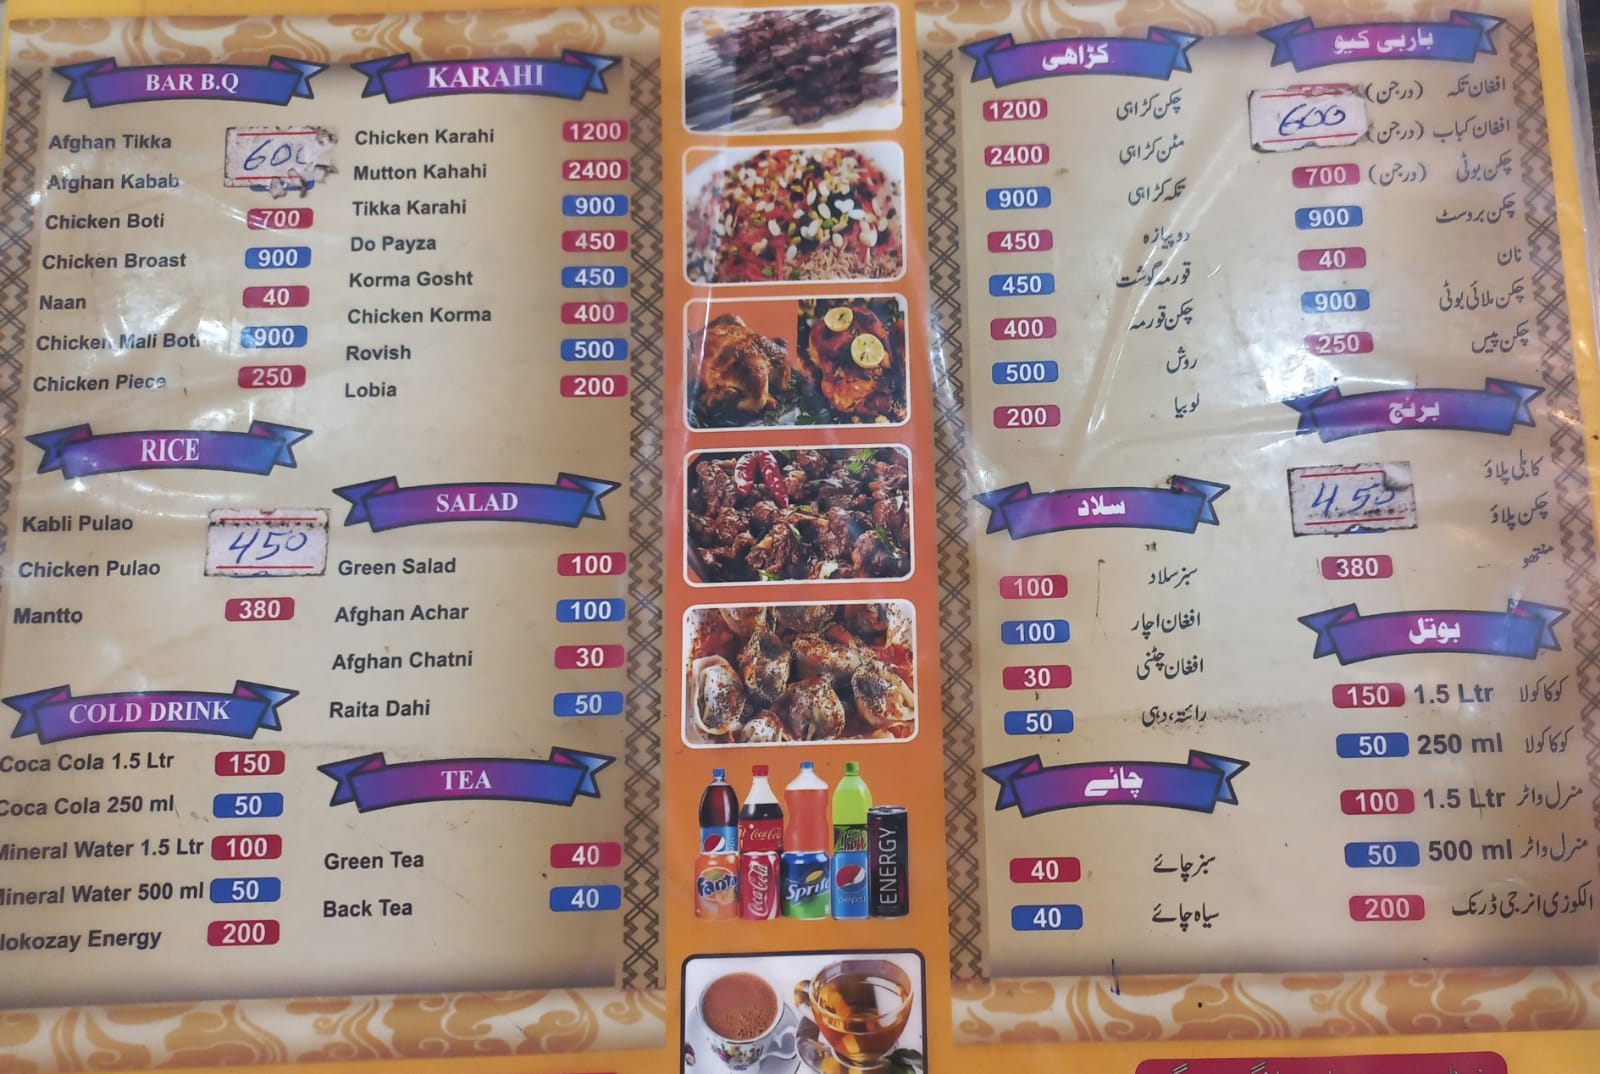 BAR B.Q
Afghan Tikka
600
Afghan Kabab
Chicken Boti 700
Chicken Broast 900
Naan 40
Chicken Mali Boti 900
Chicken Piece 250
RICE
Kabli Pulao
450
Chicken Pulao
Mantto 380
COLD DRINK
Coca Cola 1.5 Ltr 150
Coca Cola 250 ml 50
Mineral Water 1.5 Ltr 100
Mineral Water 500 ml 50
lokozay Energy 200
KARAHI
Chicken Karahi 1200
Mutton Kahahi 2400
Tikka Karahi 900
Do Payza 450
Korma Gosht 450
Chicken Korma 400
Rovish 500
Lobia 200
SALAD
Green Salad 100
Afghan Achar 100
Afghan Chatni 30
Raita Dahi 50
TEA
Green Tea 40
Back Tea 40
pepsi
Coca-Cola
Fanta
Coca-Cola
Sprite
pepsi
ENERGY
باربی کیو
افغان تکہ (درجن)
600
افغان کباب (درجن)
چکن بوٹی (درجن) 700
چکن بروسٹ 900
نان 40
چکن ملائی بوٹی 900
چکن پیس 250
برنج
کابلی پلاؤ
450
چکن پلاؤ
منتھو 380
بوتل
کوکا کولا 1.5 Ltr 150
کوکا کولا 250 ml 50
منرل واٹر 1.5 Ltr 100
منرل واٹر 500 ml 50
الکوزی انرجی ڈرنک 200
کڑاھی
چکن کڑاہی 1200
مٹن کڑاہی 2400
تکہ کڑاہی 900
دوپیازہ 450
قورمہ گوشت 450
چکن قورمہ 400
روش 500
لوبیا 200
سلاد
سبز سلاد 100
افغان اچار 100
افغان چٹنی 30
رائتہ، دہی 50
چائے
سبز چائے 40
سیاہ چائے 40